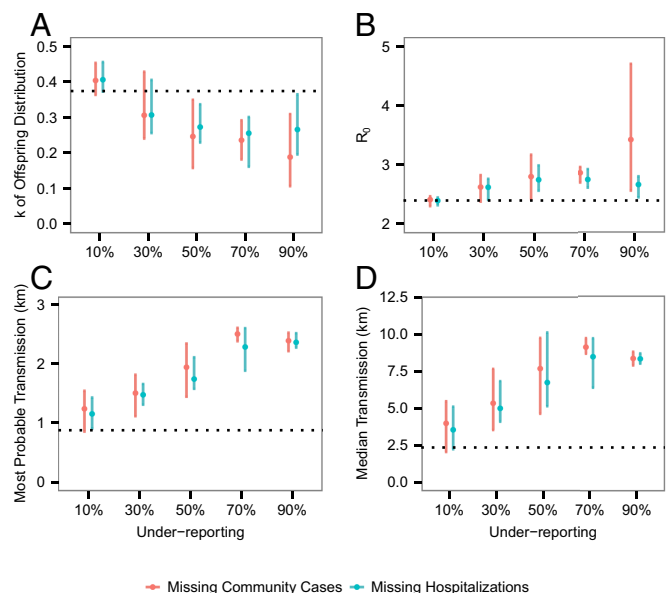 A
k of Offspring Distribution
0.5
0.4
0.3
0.2
0.1
0.0
10% 30% 50% 70% 90%
B
R0
5
4
3
2
10% 30% 50% 70% 90%
C
Most Probable Transmission (km)
3
2
1
0
10% 30% 50% 70% 90%
Under-reporting
D
Median Transmission (km)
12.5
10.0
7.5
5.0
2.5
0.0
10% 30% 50% 70% 90%
Under-reporting
Missing Community Cases Missing Hospitalizations